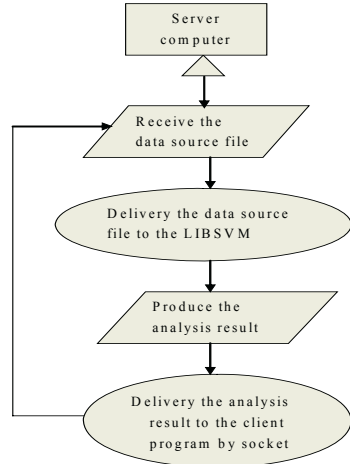 Server
computer
Receive the
data source file
Delivery the data source
file to the LIBSVM
Produce the
analysis result
Delivery the analysis
result to the client
program by socket